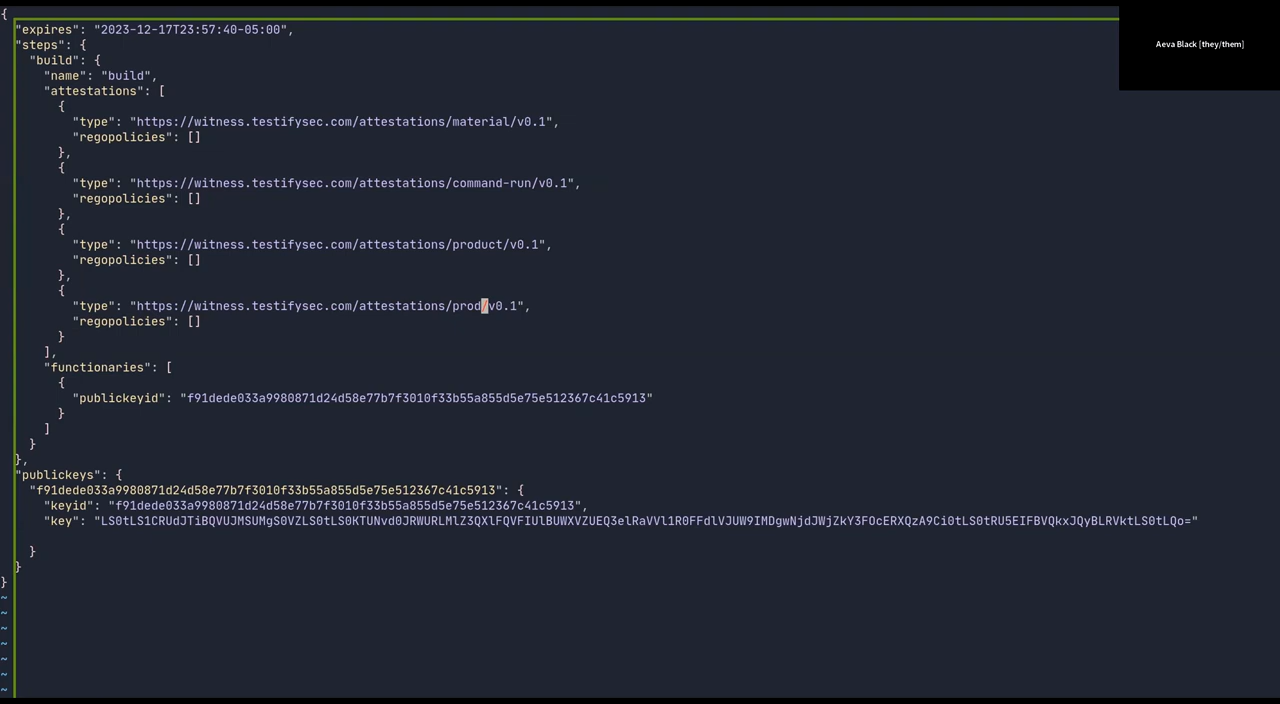 {
"expires": "2023-12-17T23:57:40-05:00",
Aeva Black [they/them]
"steps": {
"build": {
"name": "build",
"attestations": [
{
"type": "https://witness.testifysec.com/attestations/material/v0.1",
"regopolicies": []
},
{
"type": "https://witness.testifysec.com/attestations/command-run/v0.1",
"regopolicies": []
},
{
"type": "https://witness.testifysec.com/attestations/product/v0.1",
"regopolicies": []
},
{
"type": "https://witness.testifysec.com/attestations/prod/v0.1",
"regopolicies": []
}
],
"functionaries": [
{
"publickeyid": "f91dede033a9980871d24d58e77b7f3010f33b55a855d5e75e512367c41c5913"
}
]
}
},
"publickeys": {
"f91dede033a9980871d24d58e77b7f3010f33b55a855d5e75e512367c41c5913": {
"keyid": "f91dede033a9980871d24d58e77b7f3010f33b55a855d5e75e512367c41c5913",
"key": "LS0tLS1CRUdJTiBQVUJMSUMgS0VZLS0tLS0KTUNvd0JRWURLMlZ3QXlFQVFIUlBUWXVZUEQ3elRaVVl1R0FFdlVJUW9IMDgwNjdJWjZkY3FOcERXQzA9Ci0tLS0tRU5EIFBVQkxJQyBLRVktLS0tLQo="
}
}
}
~
~
~
~
~
~
~